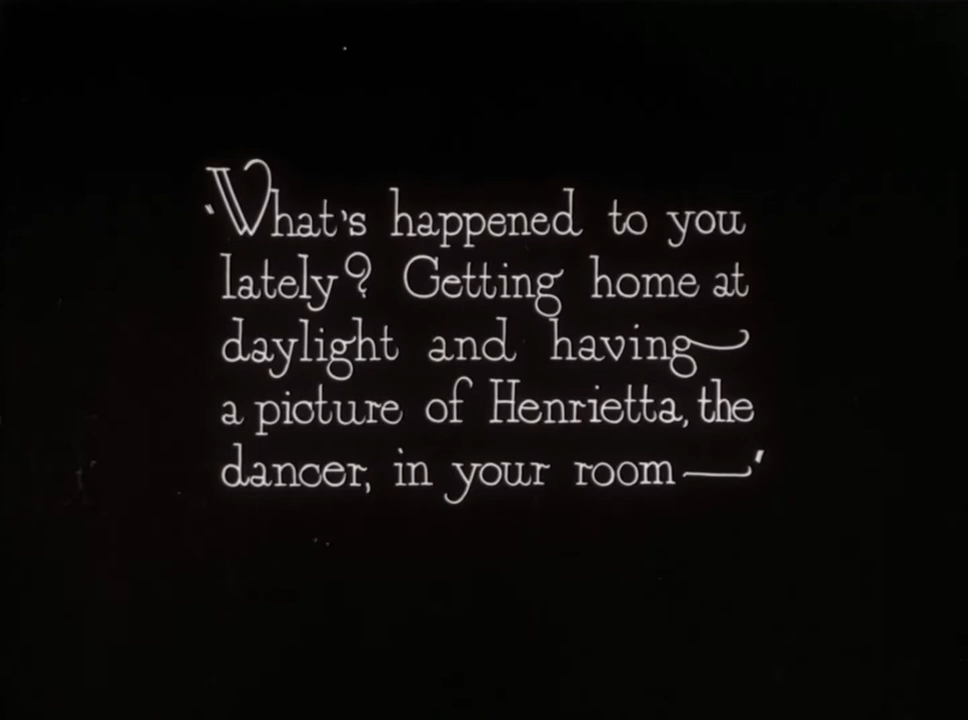 'What's happened to you
lately? Getting home at
daylight and having
a picture of Henrietta, the
dancer, in your room—'